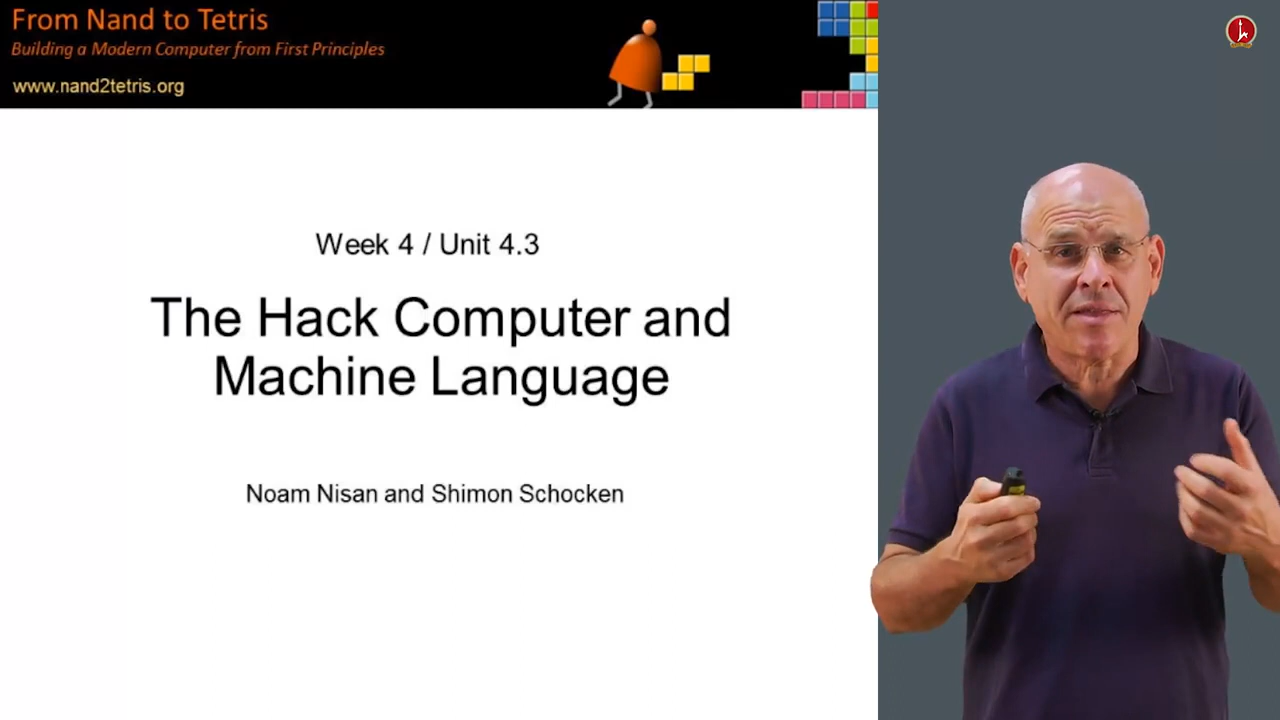 From Nand to Tetris
Building a Modern Computer from First Principles
www.nand2tetris.org
Week 4 / Unit 4.3
The Hack Computer and
Machine Language
Noam Nisan and Shimon Schocken